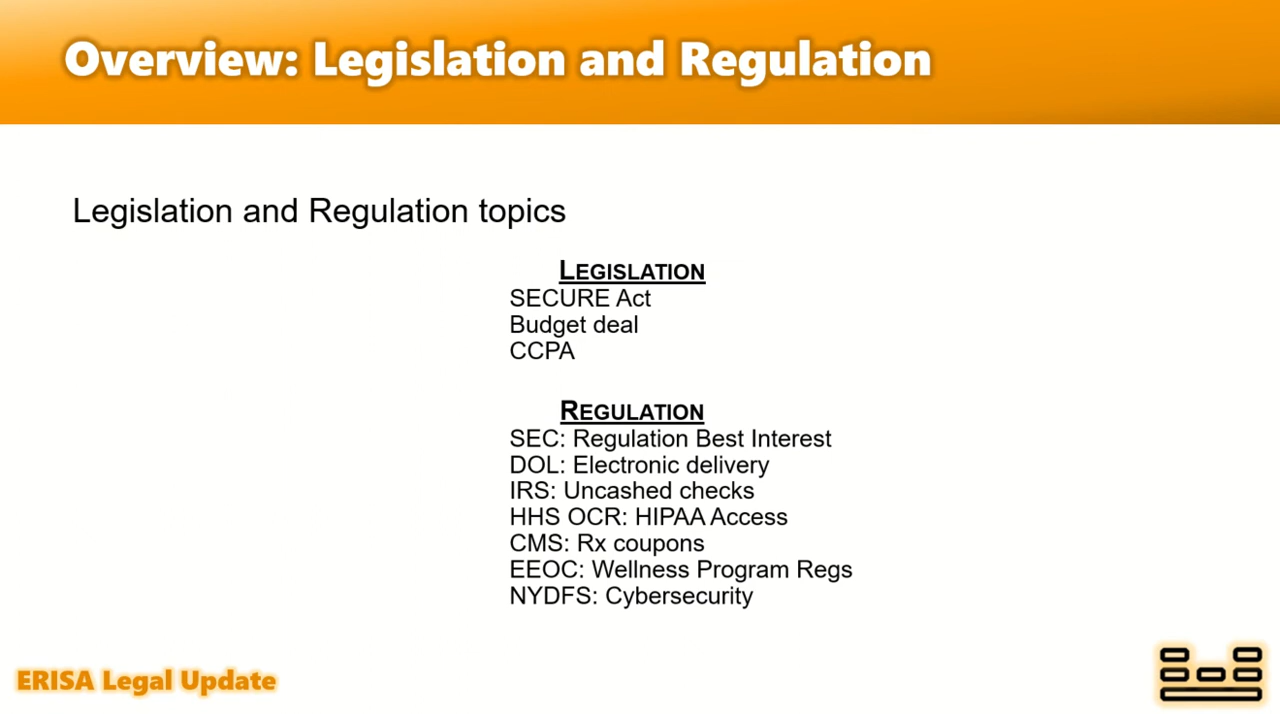 Overview: Legislation and Regulation
Legislation and Regulation topics
LEGISLATION
SECURE Act
Budget deal
CCPA
REGULATION
SEC: Regulation Best Interest
DOL: Electronic delivery
IRS: Uncashed checks
HHS OCR: HIPAA Access
CMS: Rx coupons
EEOC: Wellness Program Regs
NYDFS: Cybersecurity
ERISA Legal Update